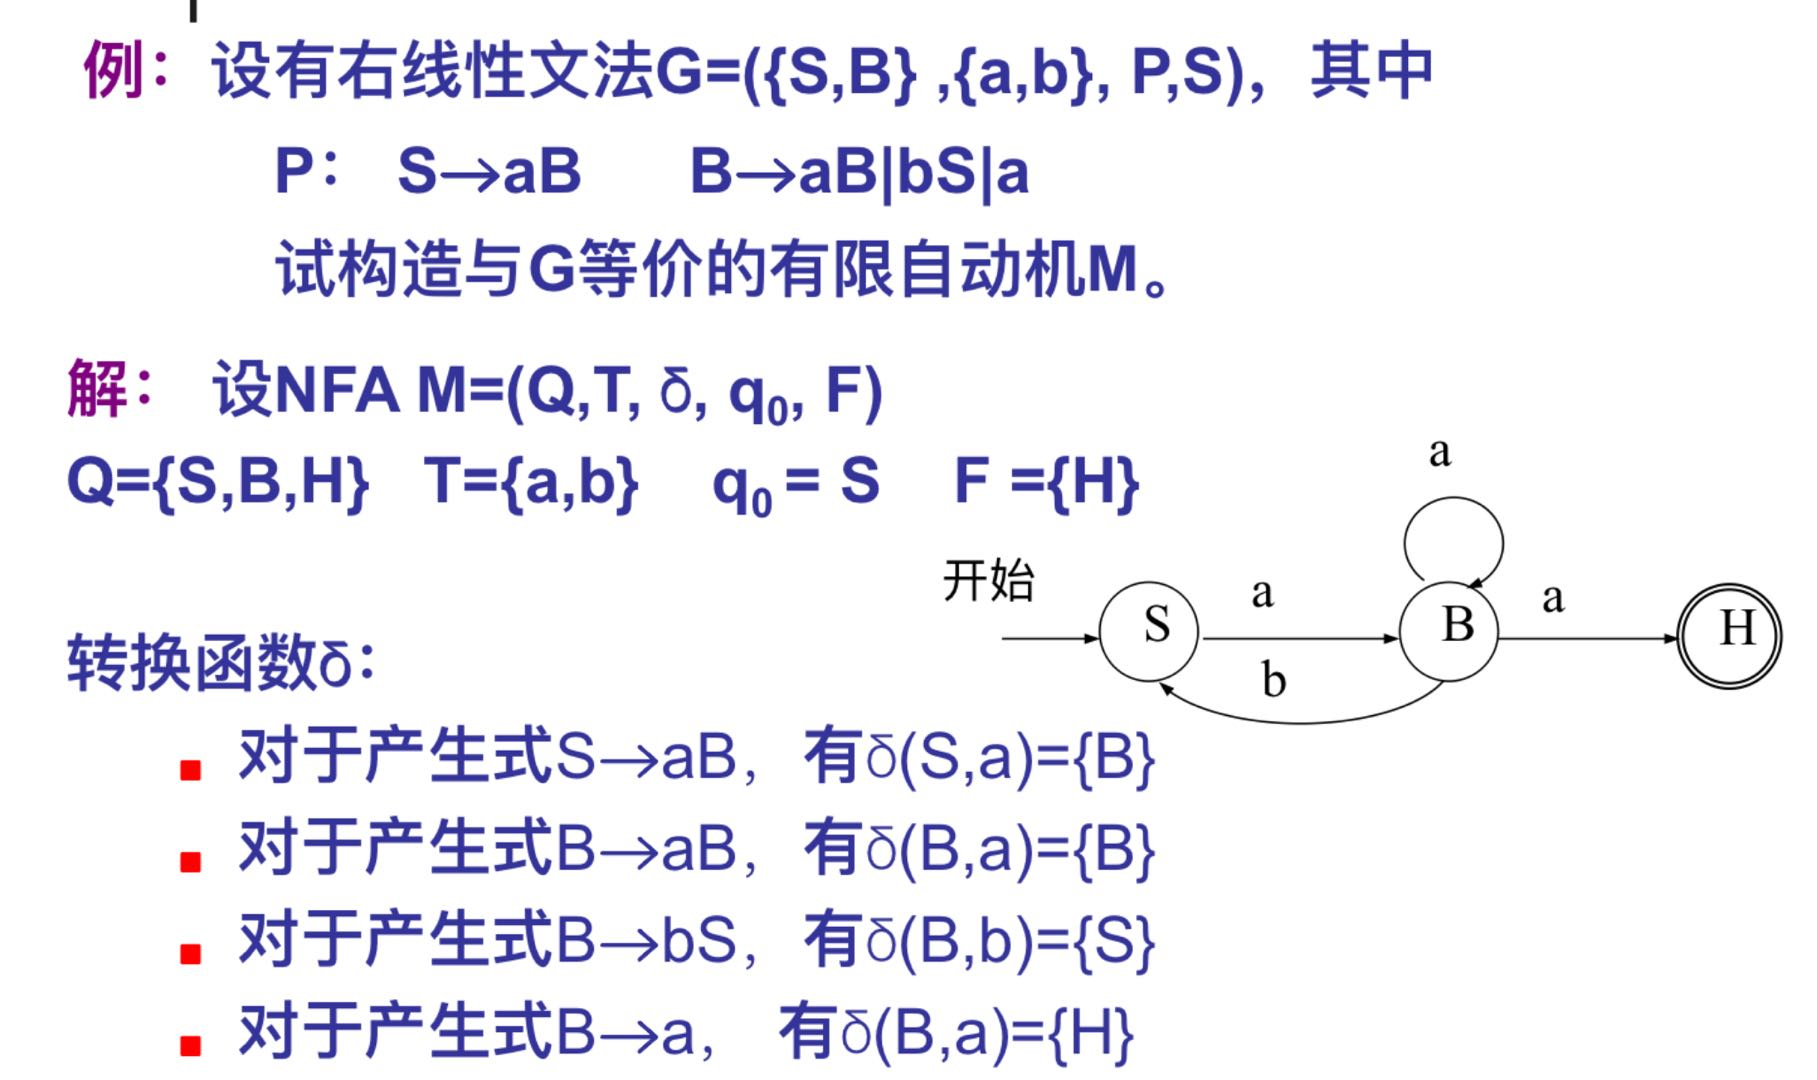 例：设有右线性文法G=({S,B} ,{a,b}, P,S)，其中
P： S→aB B→aB|bS|a
试构造与G等价的有限自动机M。
解： 设NFA M=(Q,T, δ, q₀, F)
Q={S,B,H} T={a,b} q₀ = S F ={H}
a
开始
S
a
B
a
H
b
转换函数δ：
对于产生式S→aB， 有δ(S,a)={B}
对于产生式B→aB， 有δ(B,a)={B}
对于产生式B→bS， 有δ(B,b)={S}
对于产生式B→a， 有δ(B,a)={H}